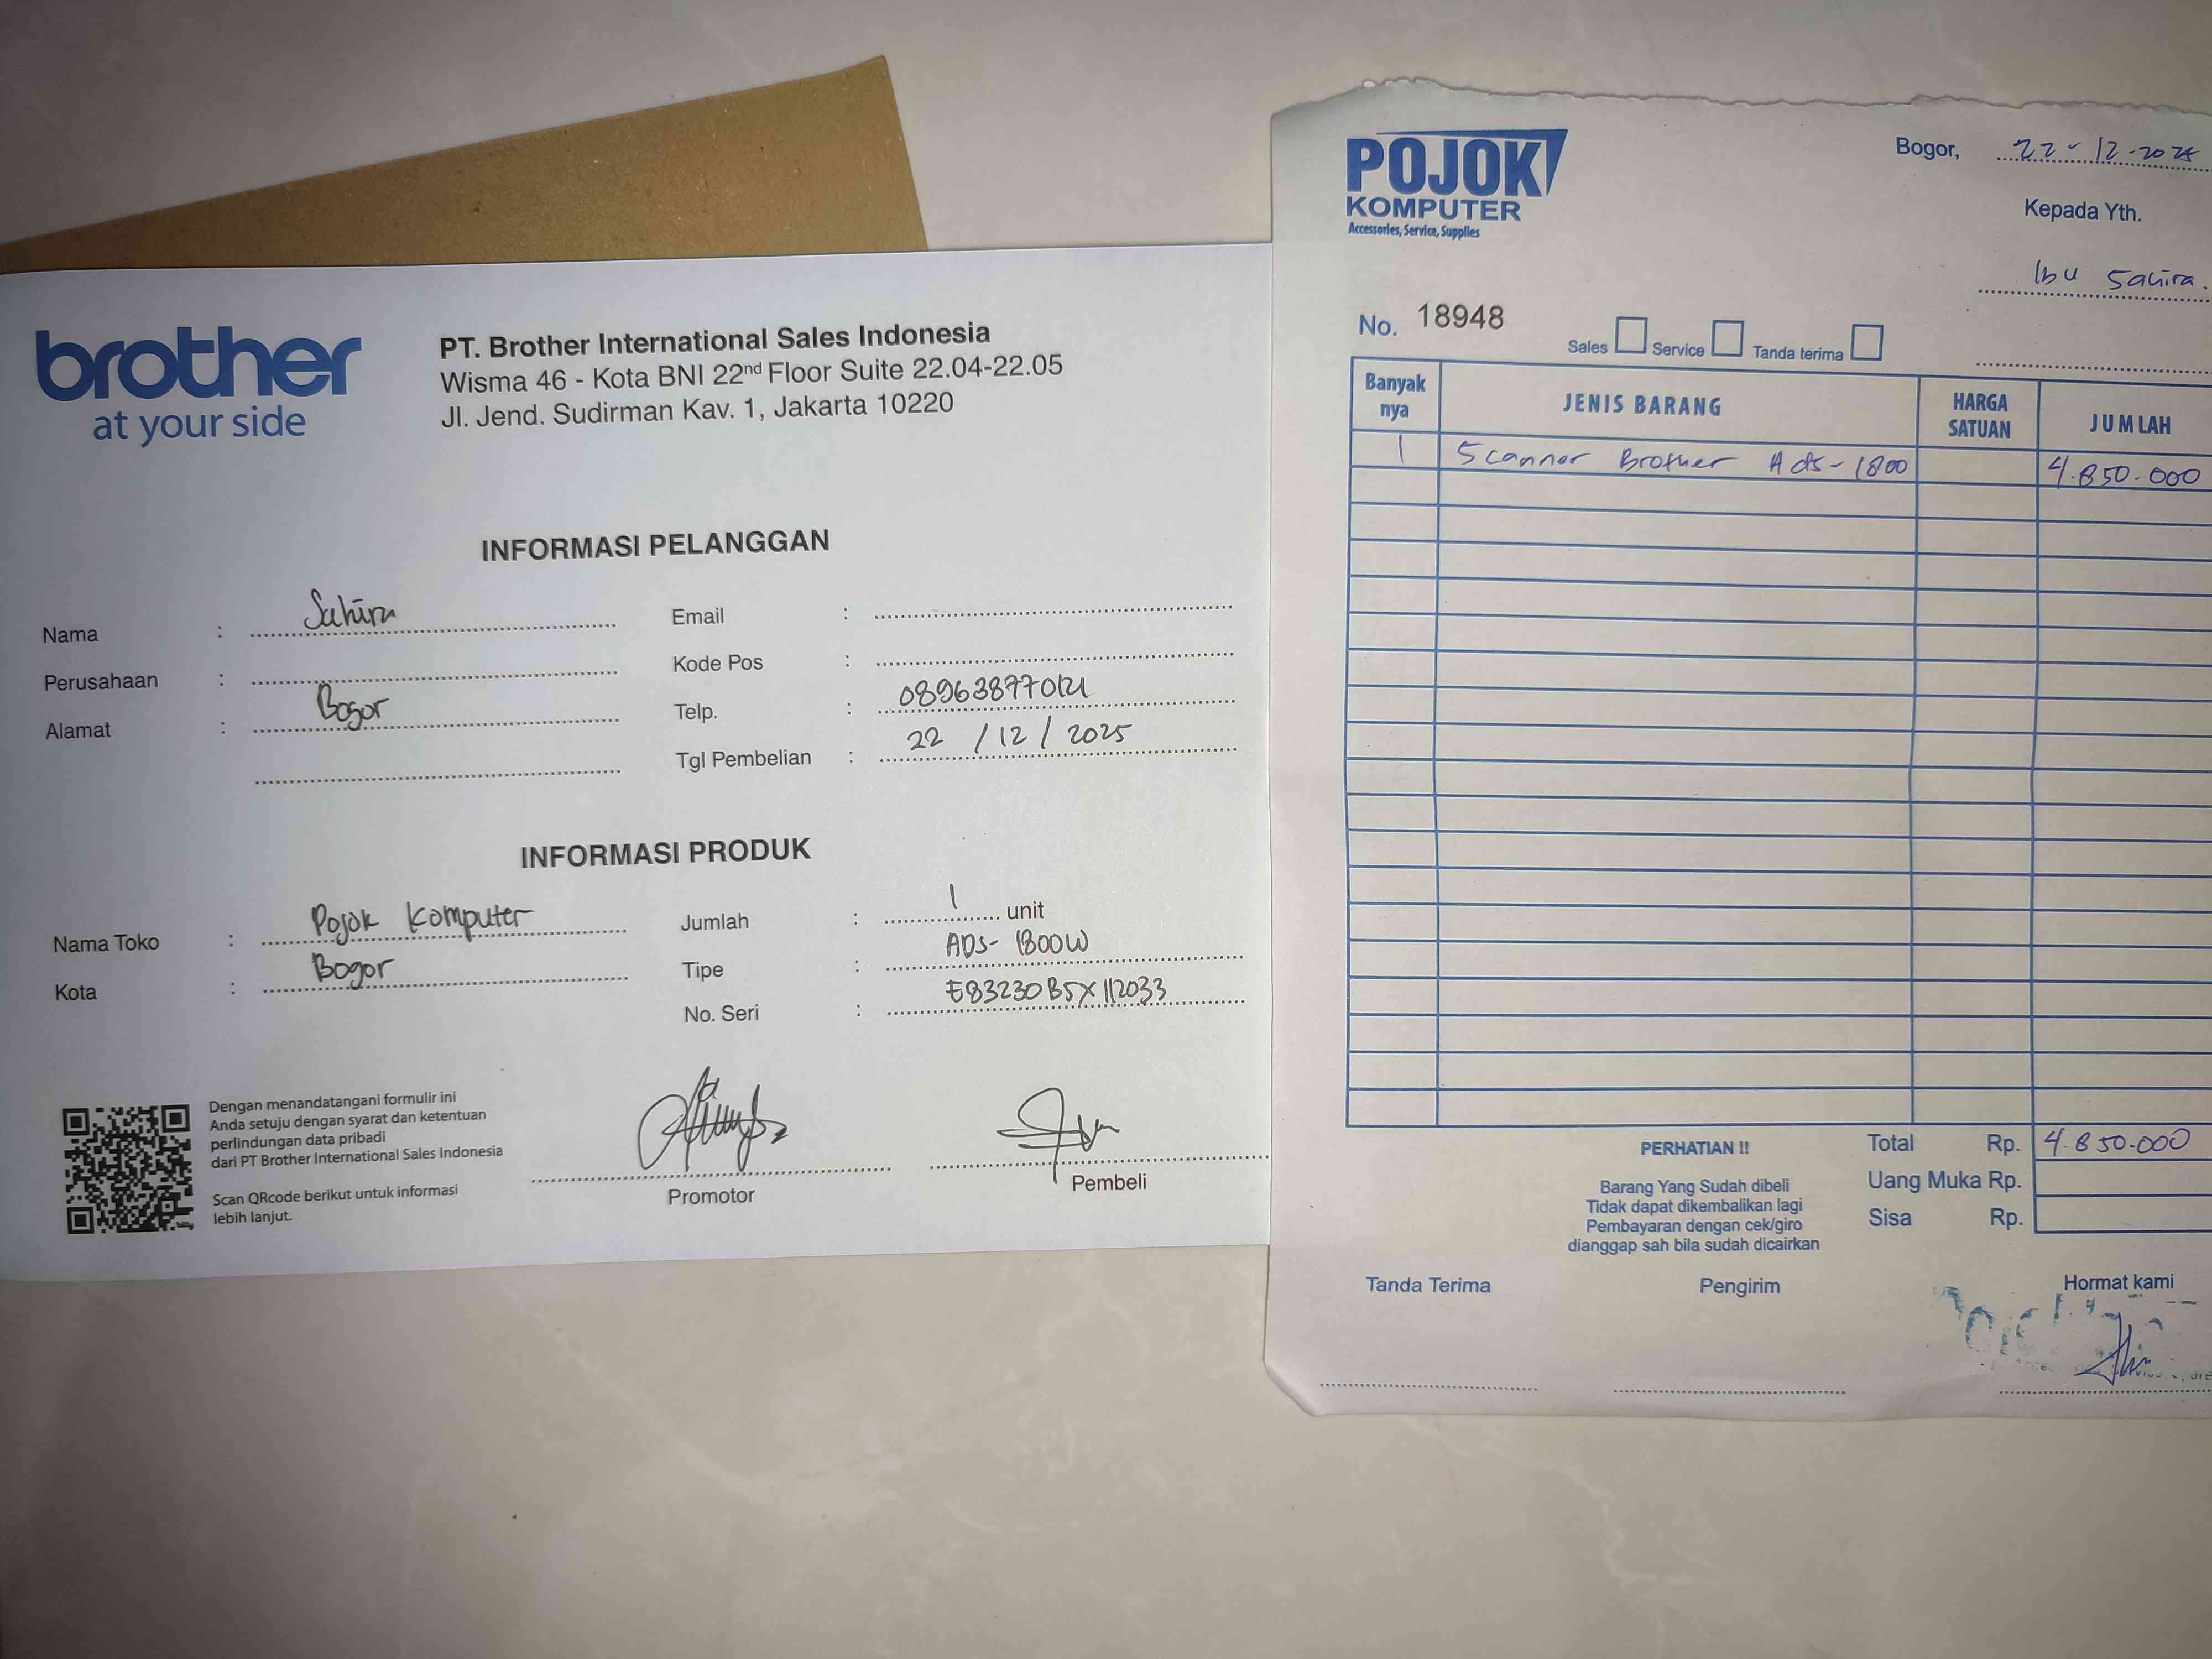 brother
at your side
PT. Brother International Sales Indonesia
Wisma 46 - Kota BNI 22nd Floor Suite 22.04-22.05
Jl. Jend. Sudirman Kav. 1, Jakarta 10220
INFORMASI PELANGGAN
Nama : Sahira
Perusahaan :
Alamat : Bogor
Email :
Kode Pos :
Telp. :
Tgl Pembelian : 22 / 12 / 2025
INFORMASI PRODUK
Nama Toko : Pojok Komputer
Kota : Bogor
Jumlah : 1 unit
Tipe : ADS-1800W
No. Seri : E83230B5X112033
Dengan menandatangani formulir ini
Anda setuju dengan syarat dan ketentuan
perlindungan data pribadi
dari PT Brother International Sales Indonesia
Scan QRcode berikut untuk informasi
lebih lanjut.
Promotor
Pembeli
POJOK
KOMPUTER
Accessories, Service, Supplies
Bogor, 22-12-2025
Kepada Yth.
Ibu Sahira.
No. 18948
Sales Service Tanda terima
Banyak nya JENIS BARANG HARGA SATUAN JUMLAH
1 Scanner Brother Ads-1800 4.850.000
PERHATIAN !!
Barang Yang Sudah dibeli
Tidak dapat dikembalikan lagi
Pembayaran dengan cek/giro
dianggap sah bila sudah dicairkan
Total Rp. 4.850.000
Uang Muka Rp.
Sisa Rp.
Tanda Terima Pengirim Hormat kami